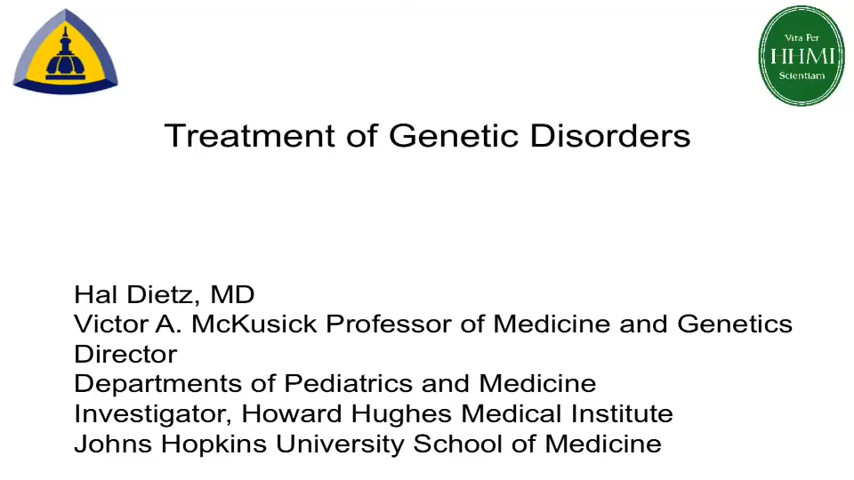 Vita Per
HHMI
Scientiam
Treatment of Genetic Disorders
Hal Dietz, MD
Victor A. McKusick Professor of Medicine and Genetics
Director
Departments of Pediatrics and Medicine
Investigator, Howard Hughes Medical Institute
Johns Hopkins University School of Medicine